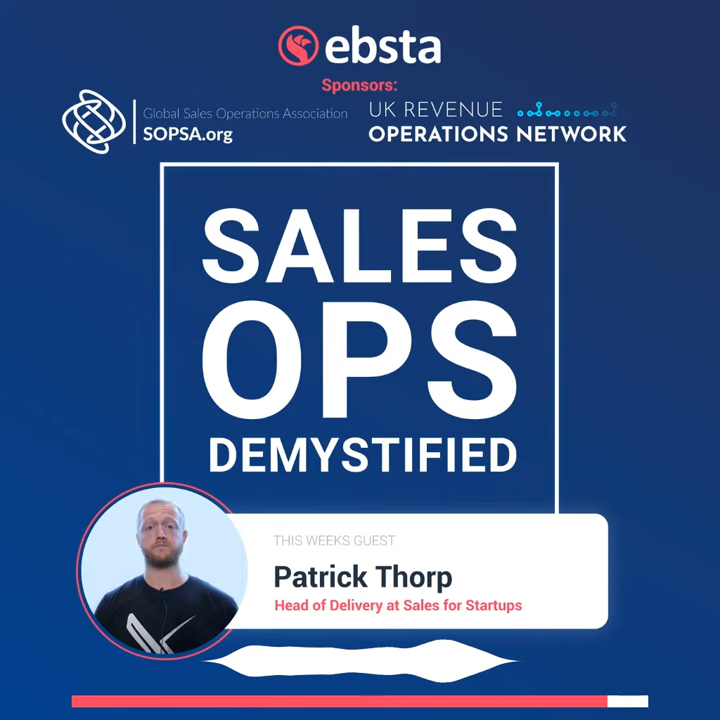 ebsta
Sponsors:
Global Sales Operations Association
SOPSA.org
UK REVENUE
OPERATIONS NETWORK
SALES
OPS
DEMYSTIFIED
THIS WEEKS GUEST
Patrick Thorp
Head of Delivery at Sales for Startups